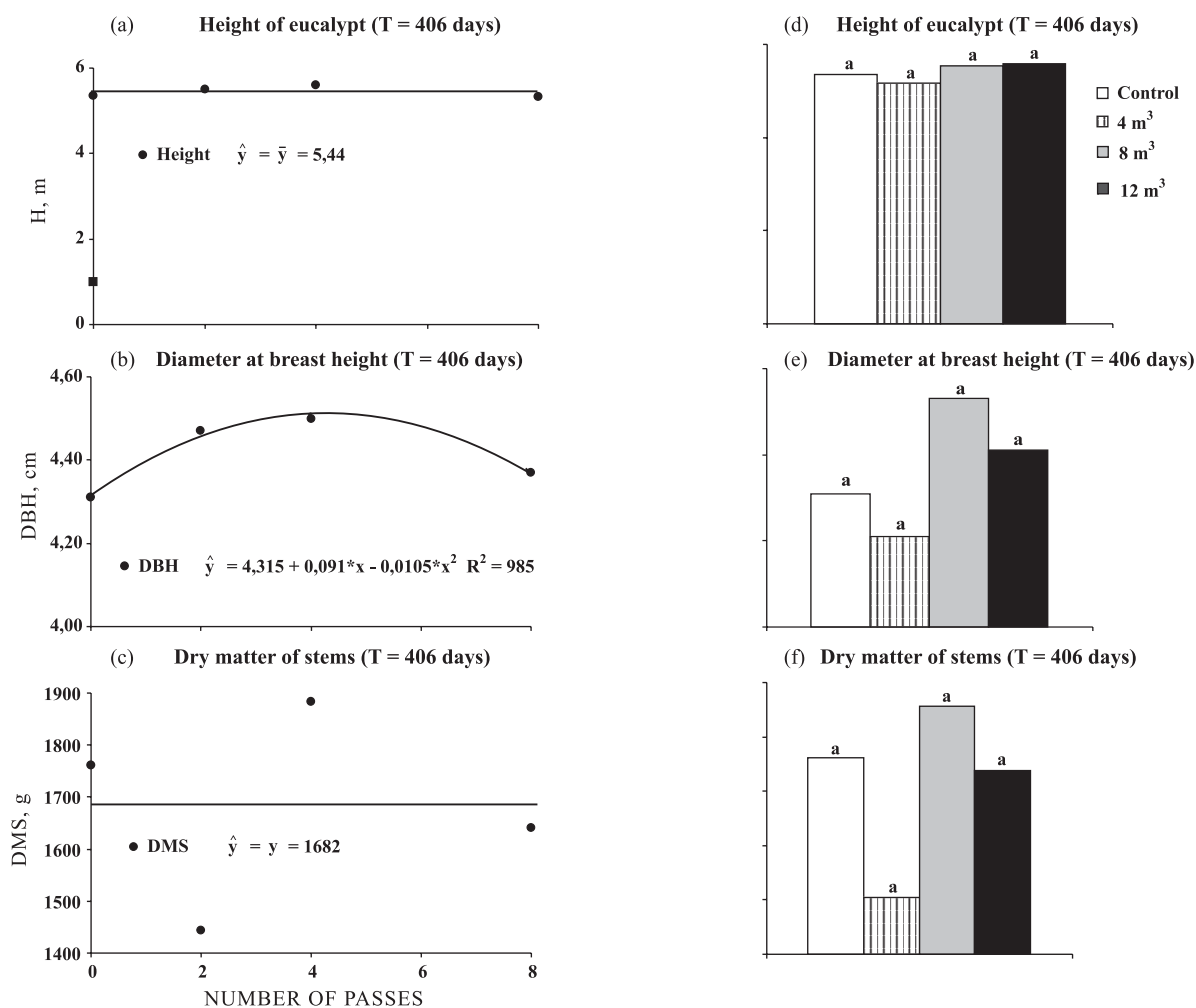 (a) Height of eucalypt (T = 406 days)
6
4
2
0
H, m
Height ŷ = ȳ = 5,44
(b) Diameter at breast height (T = 406 days)
4,60
4,40
4,20
4,00
DBH, cm
DBH ŷ = 4,315 + 0,091*x - 0,0105*x² R² = 985
(c) Dry matter of stems (T = 406 days)
1900
1800
1700
1600
1500
1400
DMS, g
DMS ŷ = y = 1682
0 2 4 6 8
NUMBER OF PASSES
(d) Height of eucalypt (T = 406 days)
a a a a
Control
4 m³
8 m³
12 m³
(e) Diameter at breast height (T = 406 days)
a a a a
(f) Dry matter of stems (T = 406 days)
a a a a